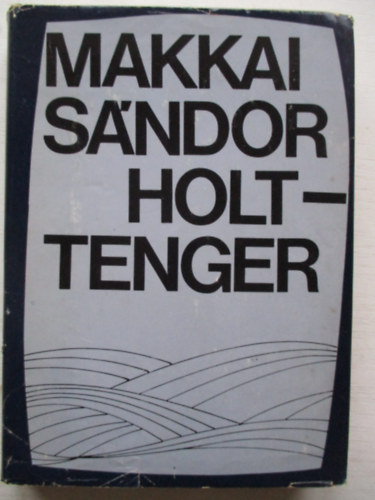 MAKKAI
SÁNDOR
HOLT-
TENGER